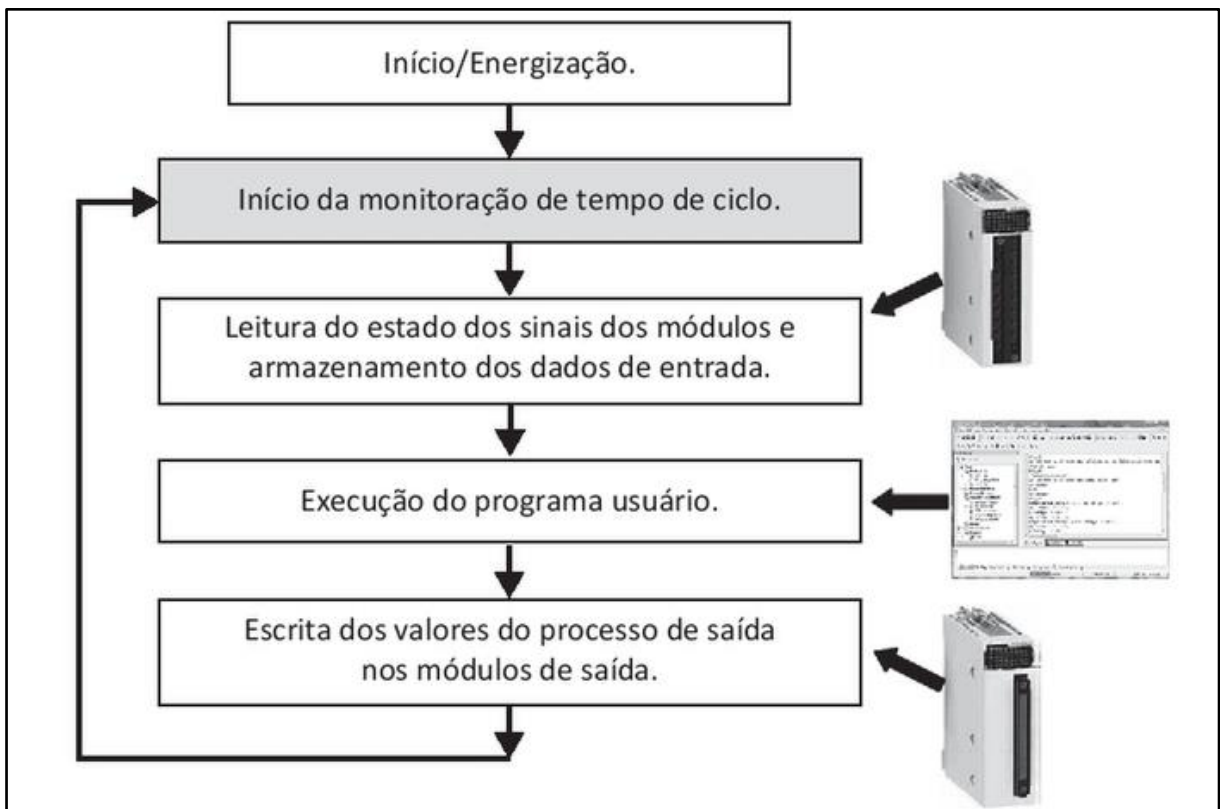 Início/Energização.
Início da monitoração de tempo de ciclo.
Leitura do estado dos sinais dos módulos e
armazenamento dos dados de entrada.
Execução do programa usuário.
Escrita dos valores do processo de saída
nos módulos de saída.